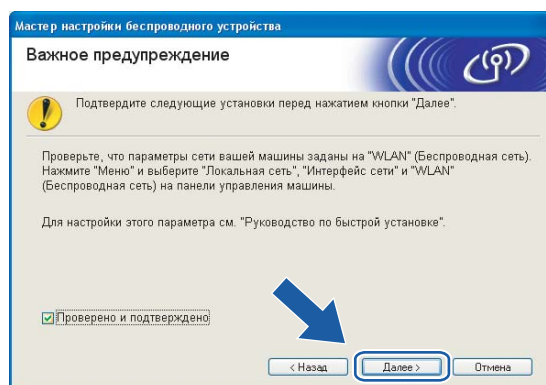 Мастер настройки беспроводного устройства
Важное предупреждение
Подтвердите следующие установки перед нажатием кнопки "Далее".
Проверьте, что параметры сети вашей машины заданы на "WLAN" (Беспроводная сеть).
Нажмите "Меню" и выберите "Локальная сеть", "Интерфейс сети" и "WLAN"
(Беспроводная сеть) на панели управления машины.
Для настройки этого параметра см. "Руководство по быстрой установке".
Проверено и подтверждено
< Назад
Далее >
Отмена